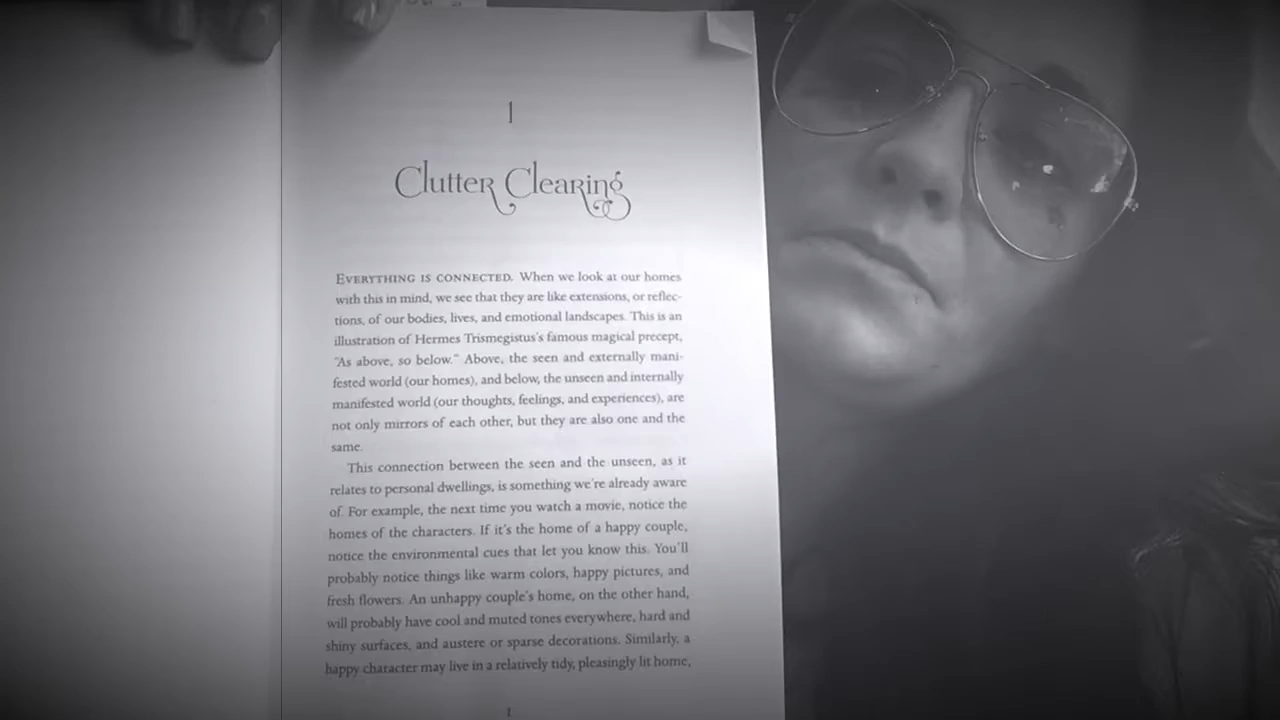 1
Clutter Clearing
EVERYTHING IS CONNECTED. When we look at our homes
with this in mind, we see that they are like extensions, or reflec-
tions, of our bodies, lives, and emotional landscapes. This is an
illustration of Hermes Trismegistus's famous magical precept,
"As above, so below." Above, the seen and externally mani-
fested world (our homes), and below, the unseen and internally
manifested world (our thoughts, feelings, and experiences), are
not only mirrors of each other, but they are also one and the
same.
This connection between the seen and the unseen, as it
relates to personal dwellings, is something we're already aware
of. For example, the next time you watch a movie, notice the
homes of the characters. If it's the home of a happy couple,
notice the environmental cues that let you know this. You'll
probably notice things like warm colors, happy pictures, and
fresh flowers. An unhappy couple's home, on the other hand,
will probably have cool and muted tones everywhere, hard and
shiny surfaces, and austere or sparse decorations. Similarly, a
happy character may live in a relatively tidy, pleasingly lit home,
1